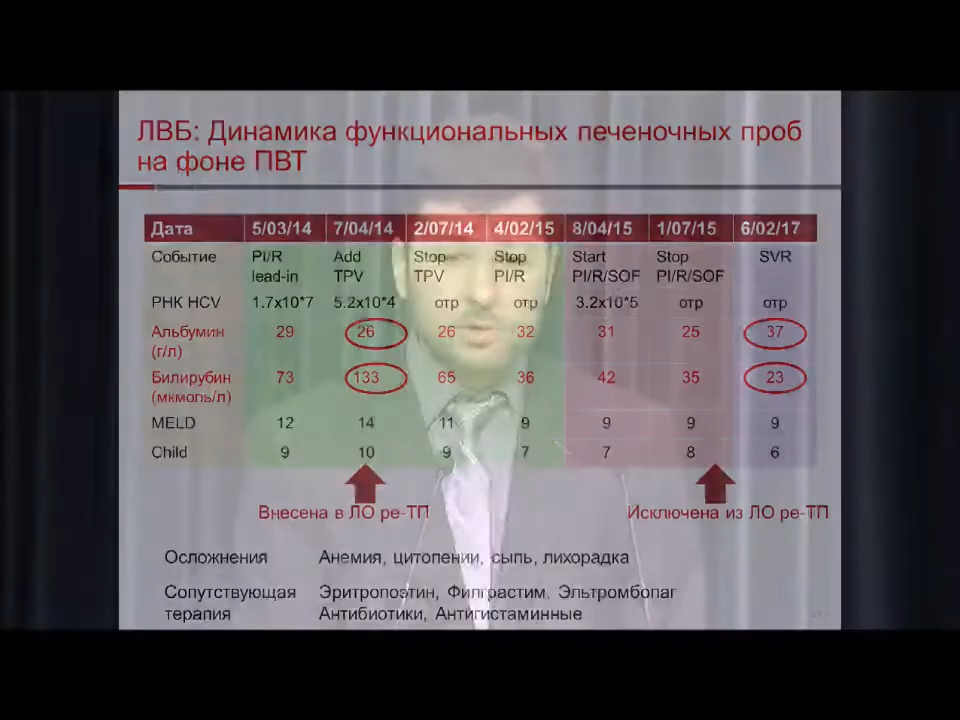 ЛВБ: Динамика функциональных печеночных проб
на фоне ПВТ
Дата 5/03/14 7/04/14 2/07/14 4/02/15 8/04/15 1/07/15 6/02/17
Событие PI/R lead-in Add TPV Stop TPV Stop PI/R Start PI/R/SOF Stop PI/R/SOF SVR
РНК HCV 1.7x10*7 5.2x10*4 отр отр 3.2x10*5 отр отр
Альбумин (г/л) 29 26 26 32 31 25 37
Билирубин (мкмоль/л) 73 133 65 36 42 35 23
MELD 12 14 11 9 9 9 9
Child 9 10 9 7 7 8 6
Внесена в ЛО ре-ТП Исключена из ЛО ре-ТП
Осложнения Анемия, цитопении, сыпь, лихорадка
Сопутствующая Эритропоэтин, Филграстим, Эльтромбопаг
терапия Антибиотики, Антигистаминные